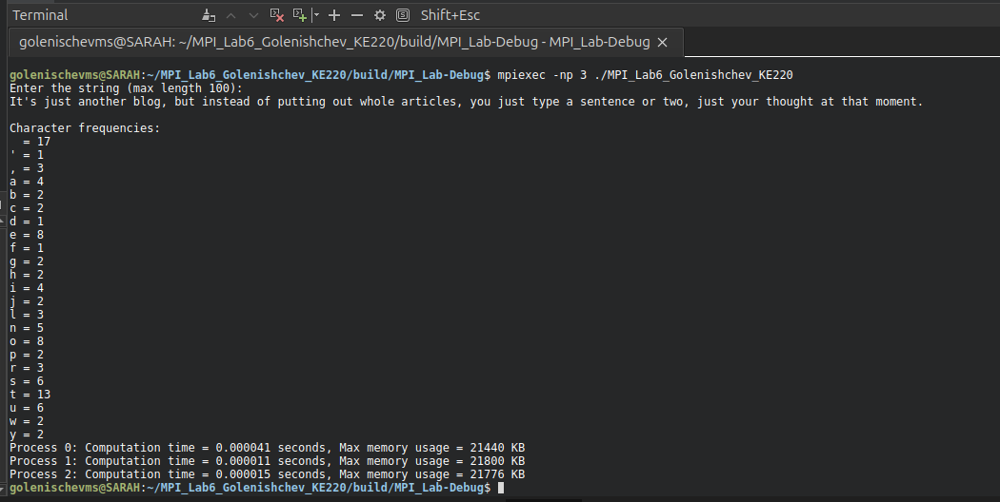 Terminal
Shift+Esc
golenischevms@SARAH: ~/MPI_Lab6_Golenishchev_KE220/build/MPI_Lab-Debug - MPI_Lab-Debug
golenischevms@SARAH:~/MPI_Lab6_Golenishchev_KE220/build/MPI_Lab-Debug$ mpiexec -np 3 ./MPI_Lab6_Golenishchev_KE220
Enter the string (max length 100):
It's just another blog, but instead of putting out whole articles, you just type a sentence or two, just your thought at that moment.

Character frequencies:
  = 17
' = 1
, = 3
a = 4
b = 2
c = 2
d = 1
e = 8
f = 1
g = 2
h = 2
i = 4
j = 2
l = 3
n = 5
o = 8
p = 2
r = 3
s = 6
t = 13
u = 6
w = 2
y = 2
Process 0: Computation time = 0.000041 seconds, Max memory usage = 21440 KB
Process 1: Computation time = 0.000011 seconds, Max memory usage = 21800 KB
Process 2: Computation time = 0.000015 seconds, Max memory usage = 21776 KB
golenischevms@SARAH:~/MPI_Lab6_Golenishchev_KE220/build/MPI_Lab-Debug$